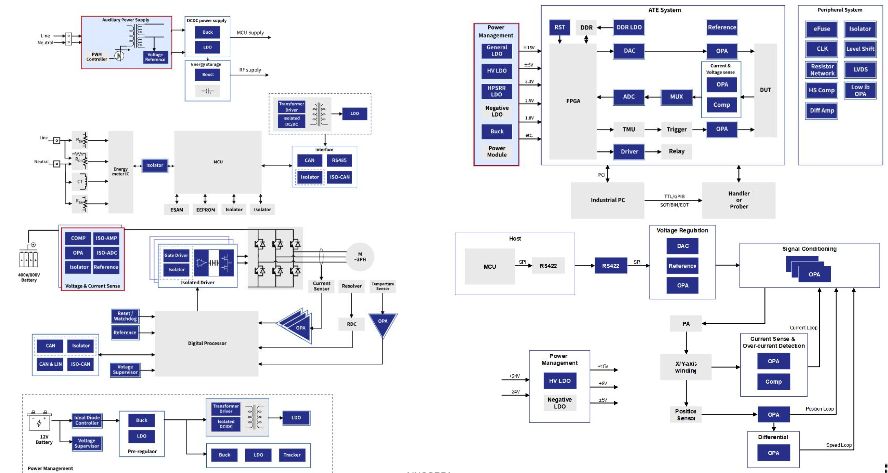 Auxiliary Power Supply
Line
Neutral
PWM
Controller
Voltage
Reference
DCDC power supply
Buck
LDO
MCU Supply
Energy storage
Boost
RF supply
Transformer
Driver
Isolated
DC/DC
LDO
Interface
CAN
RS485
Isolator
ISO-CAN
Line
Neutral
CT
Energy
meter IC
Isolator
MCU
ESAM
EEPROM
Isolator
Isolator
400V/800V
Battery
COMP
ISO-AMP
OPA
ISO-ADC
Isolator
Reference
Voltage & Current Sense
Gate Driver
Isolator
Isolated Driver
M
~3PH
Current
Sensor
Resolver
Temperature
Sensor
OPA
RDC
OPA
Reset /
Watchdog
Reference
Digital Processor
CAN
Isolator
CAN & LIN
ISO-CAN
Voltage
Supervisor
12V
Battery
Ideal Diode
Controller
Voltage
Supervisor
Buck
LDO
Pre-regulator
Transformer
Driver
Isolated
DC/DC
LDO
Buck
LDO
Tracker
Power Management
Power
Management
General
LDO
HV LDO
HPSRR
LDO
Negative
LDO
Buck
Power
Module
etc.
ATE System
RST
DDR
DDR LDO
Reference
FPGA
DAC
OPA
Current &
Voltage sense
OPA
Comp
ADC
MUX
DUT
TMU
Trigger
OPA
Driver
Relay
PCI
Industrial PC
TTL/GPIB
SOT/BIN/EOT
Handler
or
Prober
Peripheral System
eFuse
Isolator
CLK
Level Shift
Resistor
Network
LVDS
HS Comp
Low Ib
OPA
Diff Amp
Host
MCU
SPI
RS422
RS422
SPI
Voltage Regulation
DAC
Reference
OPA
Signal Conditioning
OPA
PA
Current Loop
Current Sense &
Over-current Detection
OPA
Comp
X/Y-axis
winding
Position
Sensor
OPA
Position Loop
Differential
OPA
Speed Loop
Power
Management
HV LDO
Negative
LDO